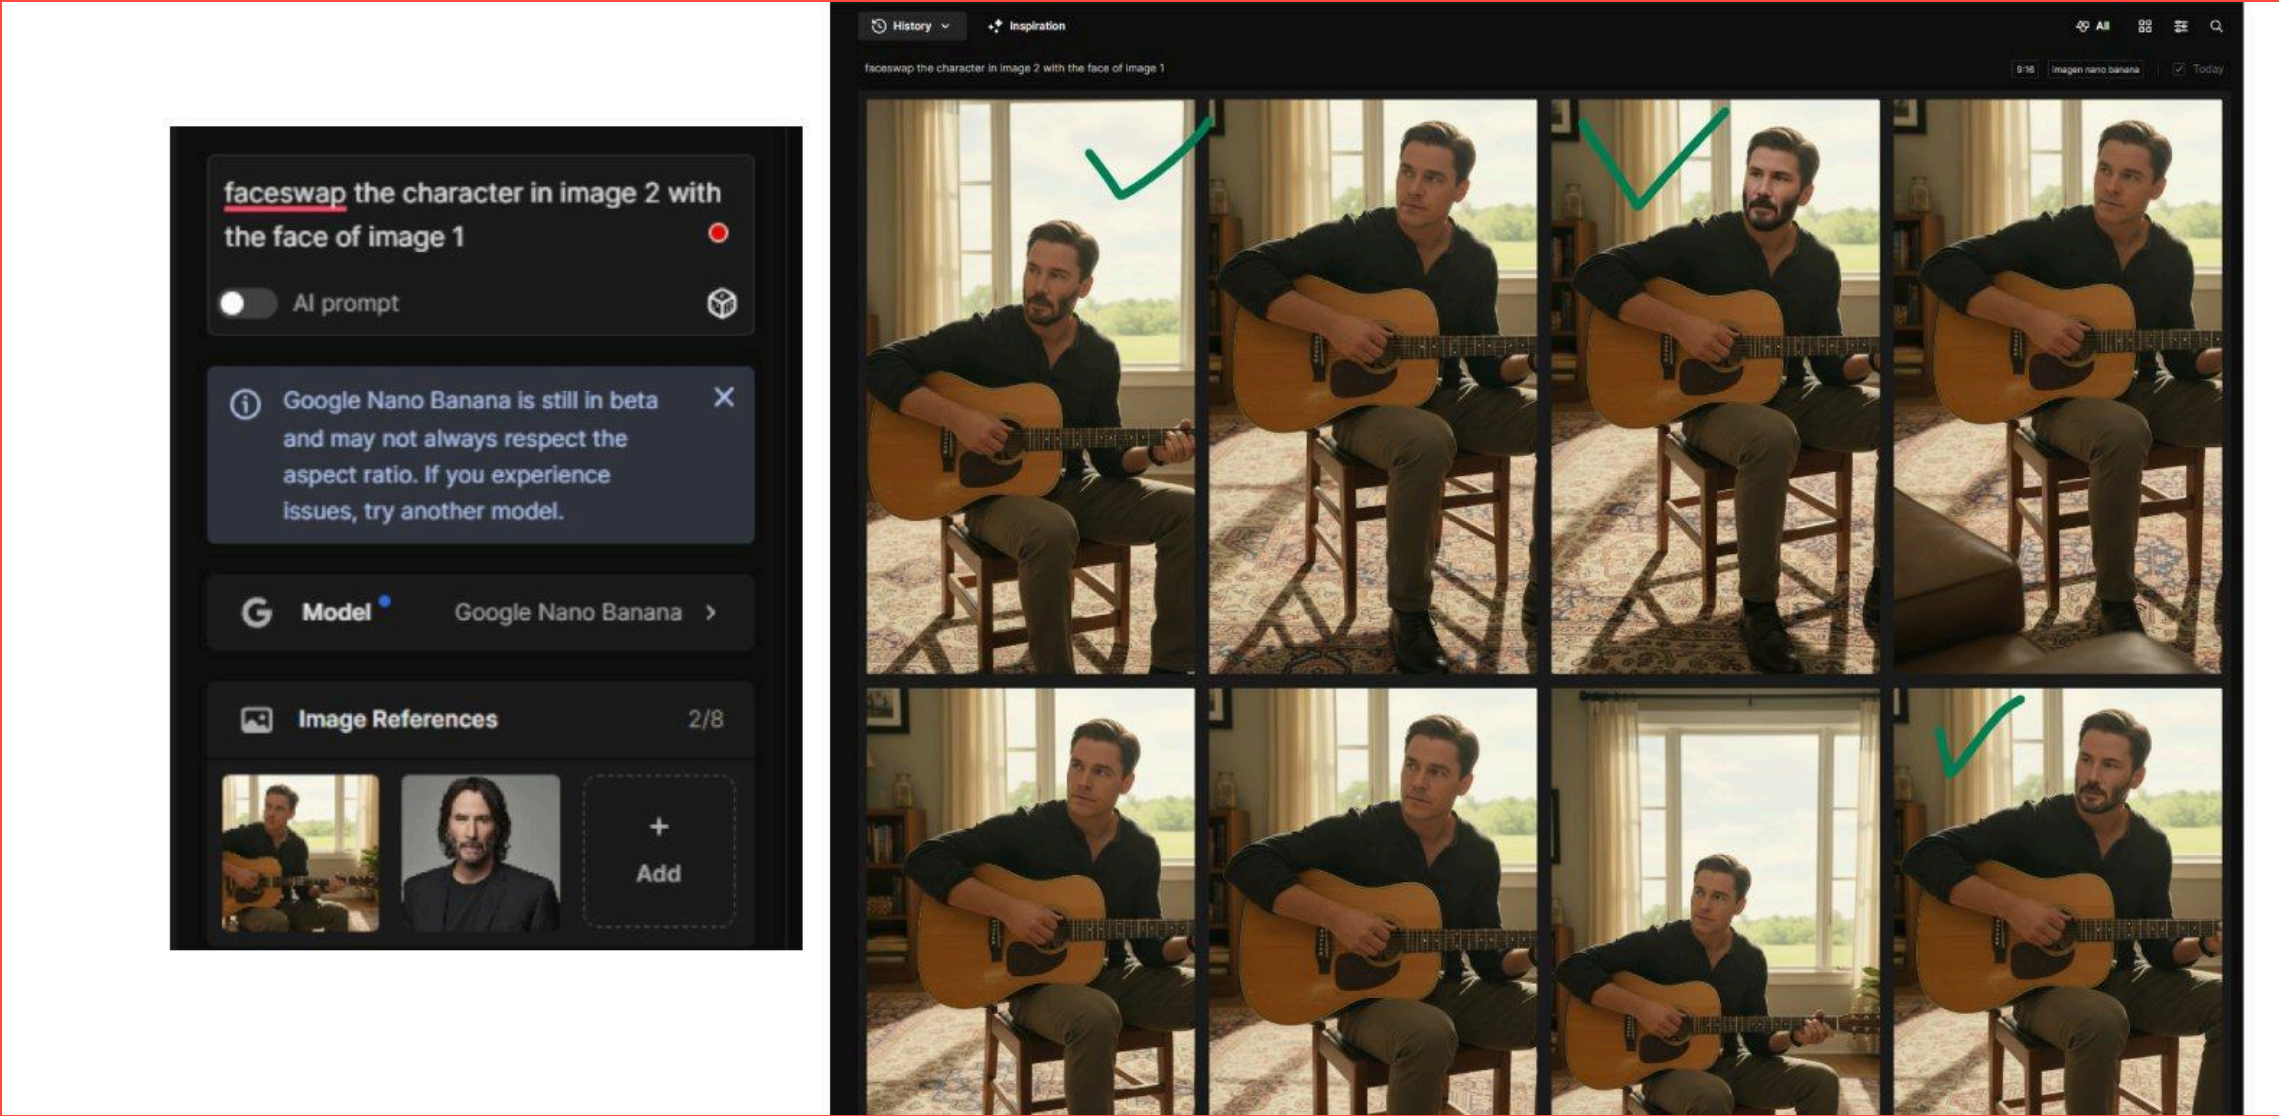 faceswap the character in image 2 with
the face of image 1
AI prompt
Google Nano Banana is still in beta
and may not always respect the
aspect ratio. If you experience
issues, try another model.
Model
Google Nano Banana
Image References
2/8
+
Add
History
Inspiration
All
faceswap the character in image 2 with the face of image 1
9:16
imagen nano banana
Today